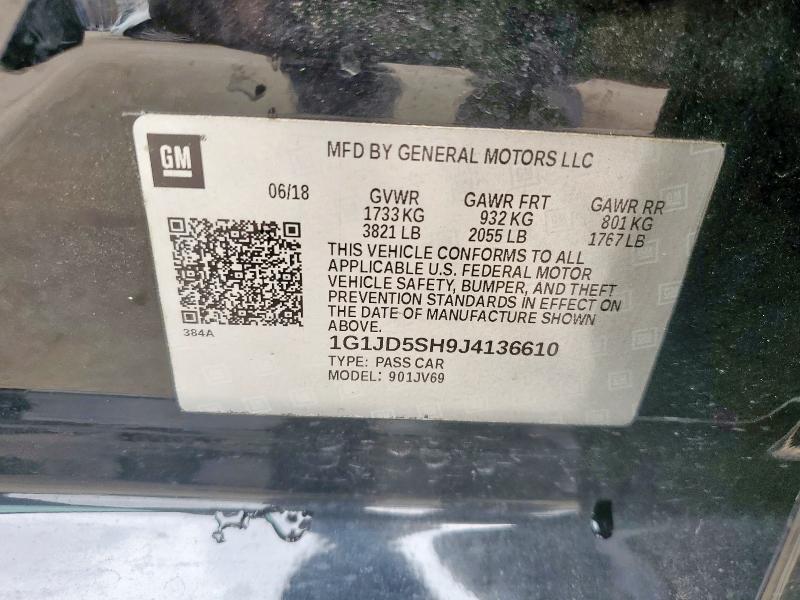 GM
MFD BY GENERAL MOTORS LLC
06/18 GVWR GAWR FRT GAWR RR
1733 KG 932 KG 801 KG
3821 LB 2055 LB 1767 LB
THIS VEHICLE CONFORMS TO ALL
APPLICABLE U.S. FEDERAL MOTOR
VEHICLE SAFETY, BUMPER, AND THEFT
PREVENTION STANDARDS IN EFFECT ON
THE DATE OF MANUFACTURE SHOWN
ABOVE.
384A
1G1JD5SH9J4136610
TYPE: PASS CAR
MODEL: 901JV69